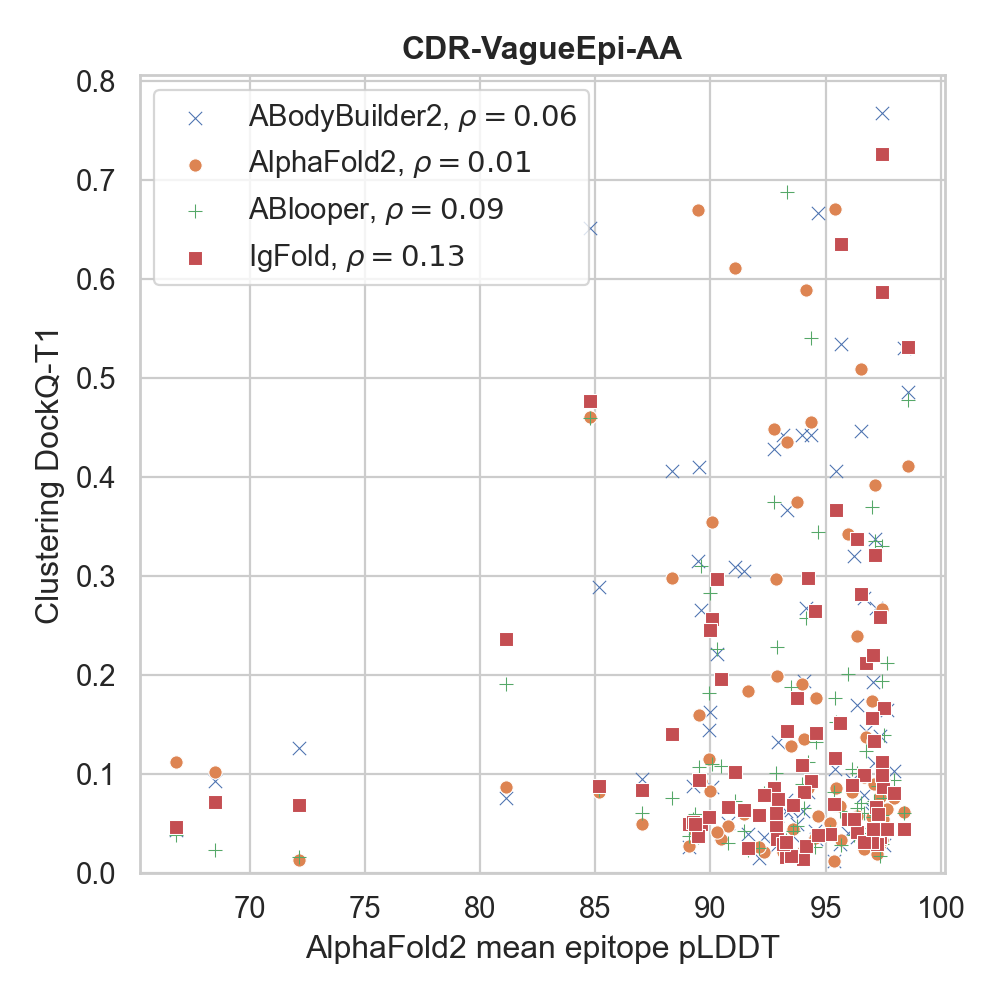 CDR-VagueEpi-AA
ABodyBuilder2, ρ = 0.06
AlphaFold2, ρ = 0.01
ABlooper, ρ = 0.09
IgFold, ρ = 0.13
Clustering DockQ-T1
0.8
0.7
0.6
0.5
0.4
0.3
0.2
0.1
0.0
70 75 80 85 90 95 100
AlphaFold2 mean epitope pLDDT